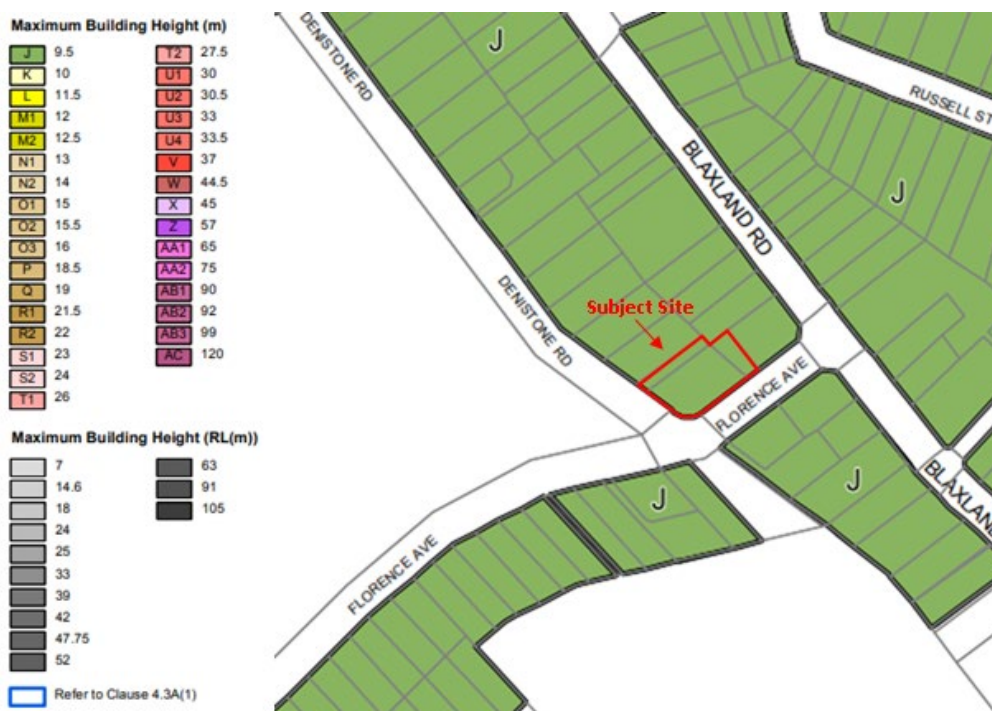 Maximum Building Height (m)
J 9.5
K 10
L 11.5
M1 12
M2 12.5
N1 13
N2 14
O1 15
O2 15.5
O3 16
P 18.5
Q 19
R1 21.5
R2 22
S1 23
S2 24
T1 26
T2 27.5
U1 30
U2 30.5
U3 33
U4 33.5
V 37
W 44.5
X 45
Z 57
AA1 65
AA2 75
AB1 90
AB2 92
AB3 99
AC 120
Maximum Building Height (RL(m))
7
14.6
18
24
25
33
39
42
47.75
52
63
91
105
Refer to Clause 4.3A(1)
DENISTONE RD
J
RUSSELL ST
BLAXLAND RD
J
DENISTONE RD
Subject Site
FLORENCE AVE
J
J
BLAXLAND
FLORENCE AVE